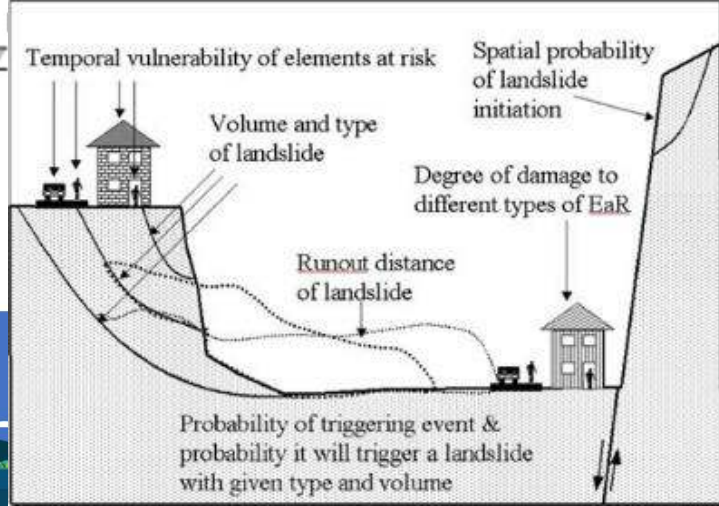 Temporal vulnerability of elements at risk
Spatial probability
of landslide
initiation
Volume and type
of landslide
Degree of damage to
different types of EaR
Runout distance
of landslide
Probability of triggering event &
probability it will trigger a landslide
with given type and volume